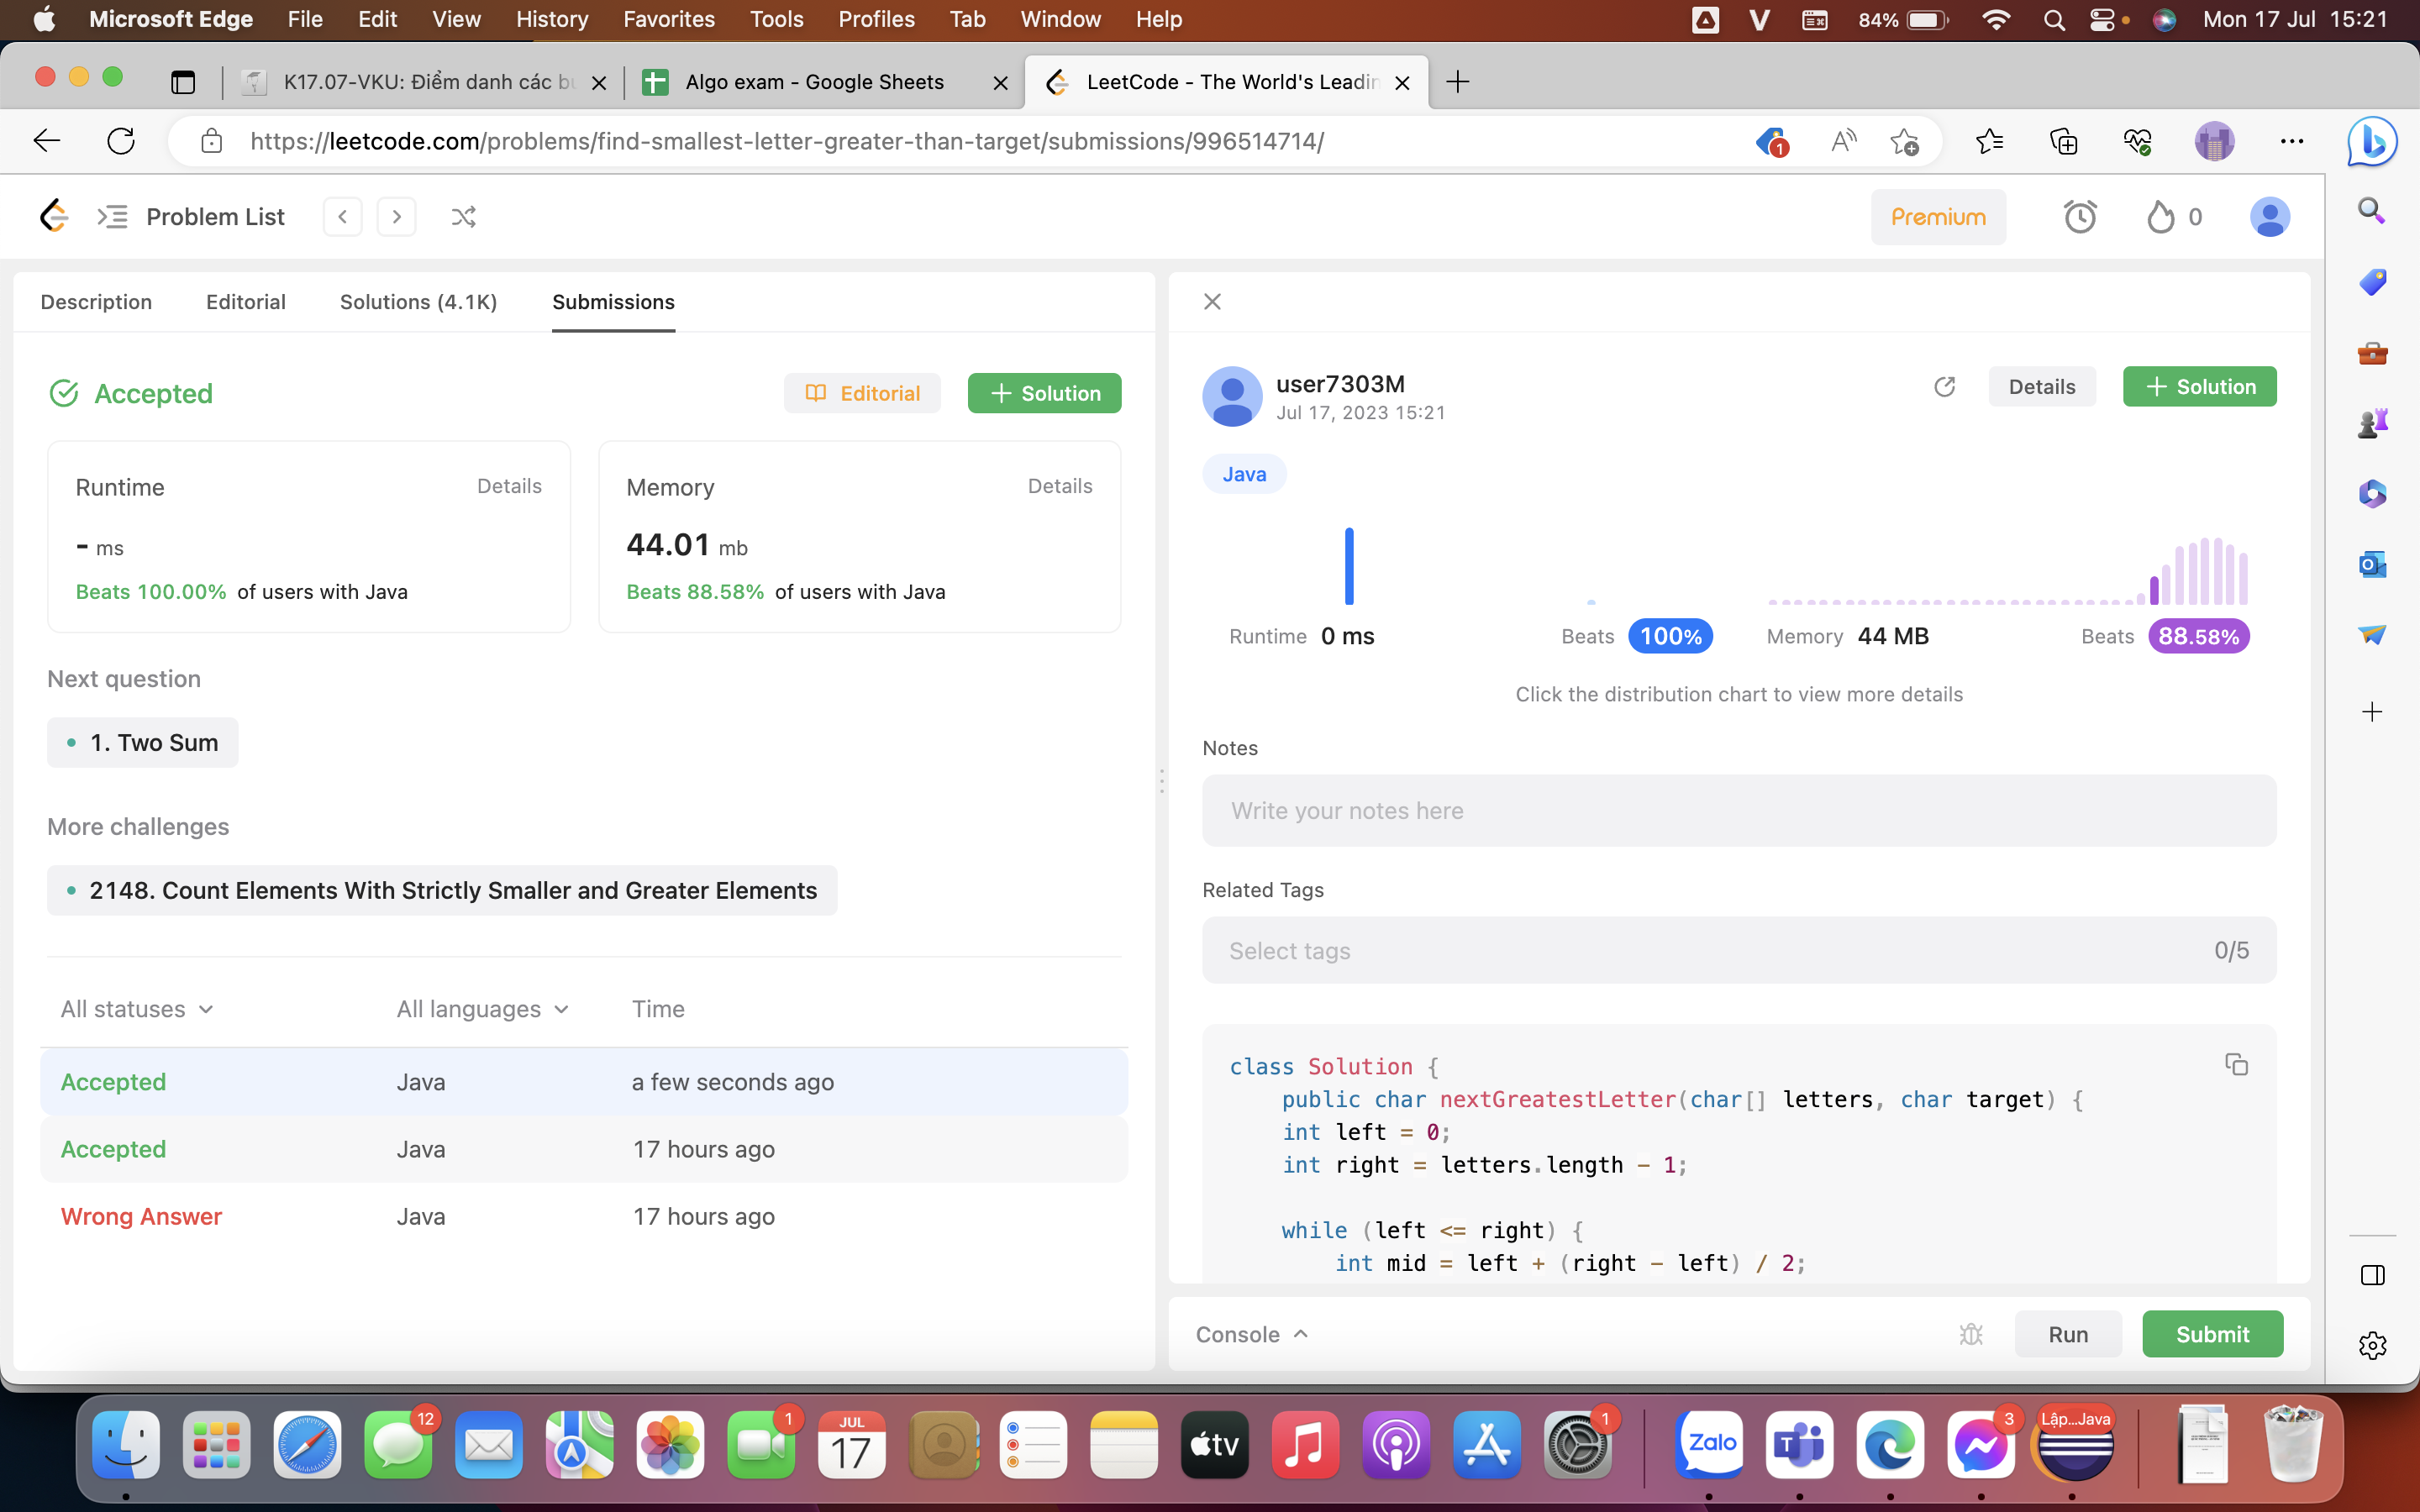 Microsoft Edge File Edit View History Favorites Tools Profiles Tab Window Help 84% Mon 17 Jul 15:21
K17.07-VKU: Điểm danh các bu Algo exam - Google Sheets LeetCode - The World's Leadin
https://leetcode.com/problems/find-smallest-letter-greater-than-target/submissions/996514714/ 1
Problem List Premium 0
Description Editorial Solutions (4.1K) Submissions
Accepted Editorial + Solution
Runtime Details
- ms
Beats 100.00% of users with Java
Memory Details
44.01 mb
Beats 88.58% of users with Java
Next question
• 1. Two Sum
More challenges
• 2148. Count Elements With Strictly Smaller and Greater Elements
All statuses All languages Time
Accepted Java a few seconds ago
Accepted Java 17 hours ago
Wrong Answer Java 17 hours ago
user7303M
Jul 17, 2023 15:21
Details + Solution
Java
Runtime 0 ms Beats 100% Memory 44 MB Beats 88.58%
Click the distribution chart to view more details
Notes
Write your notes here
Related Tags
Select tags 0/5
class Solution {
public char nextGreatestLetter(char[] letters, char target) {
int left = 0;
int right = letters.length - 1;
while (left <= right) {
int mid = left + (right - left) / 2;
Console Run Submit
12 1 JUL 17 tv 1 Zalo 3 Lập...Java